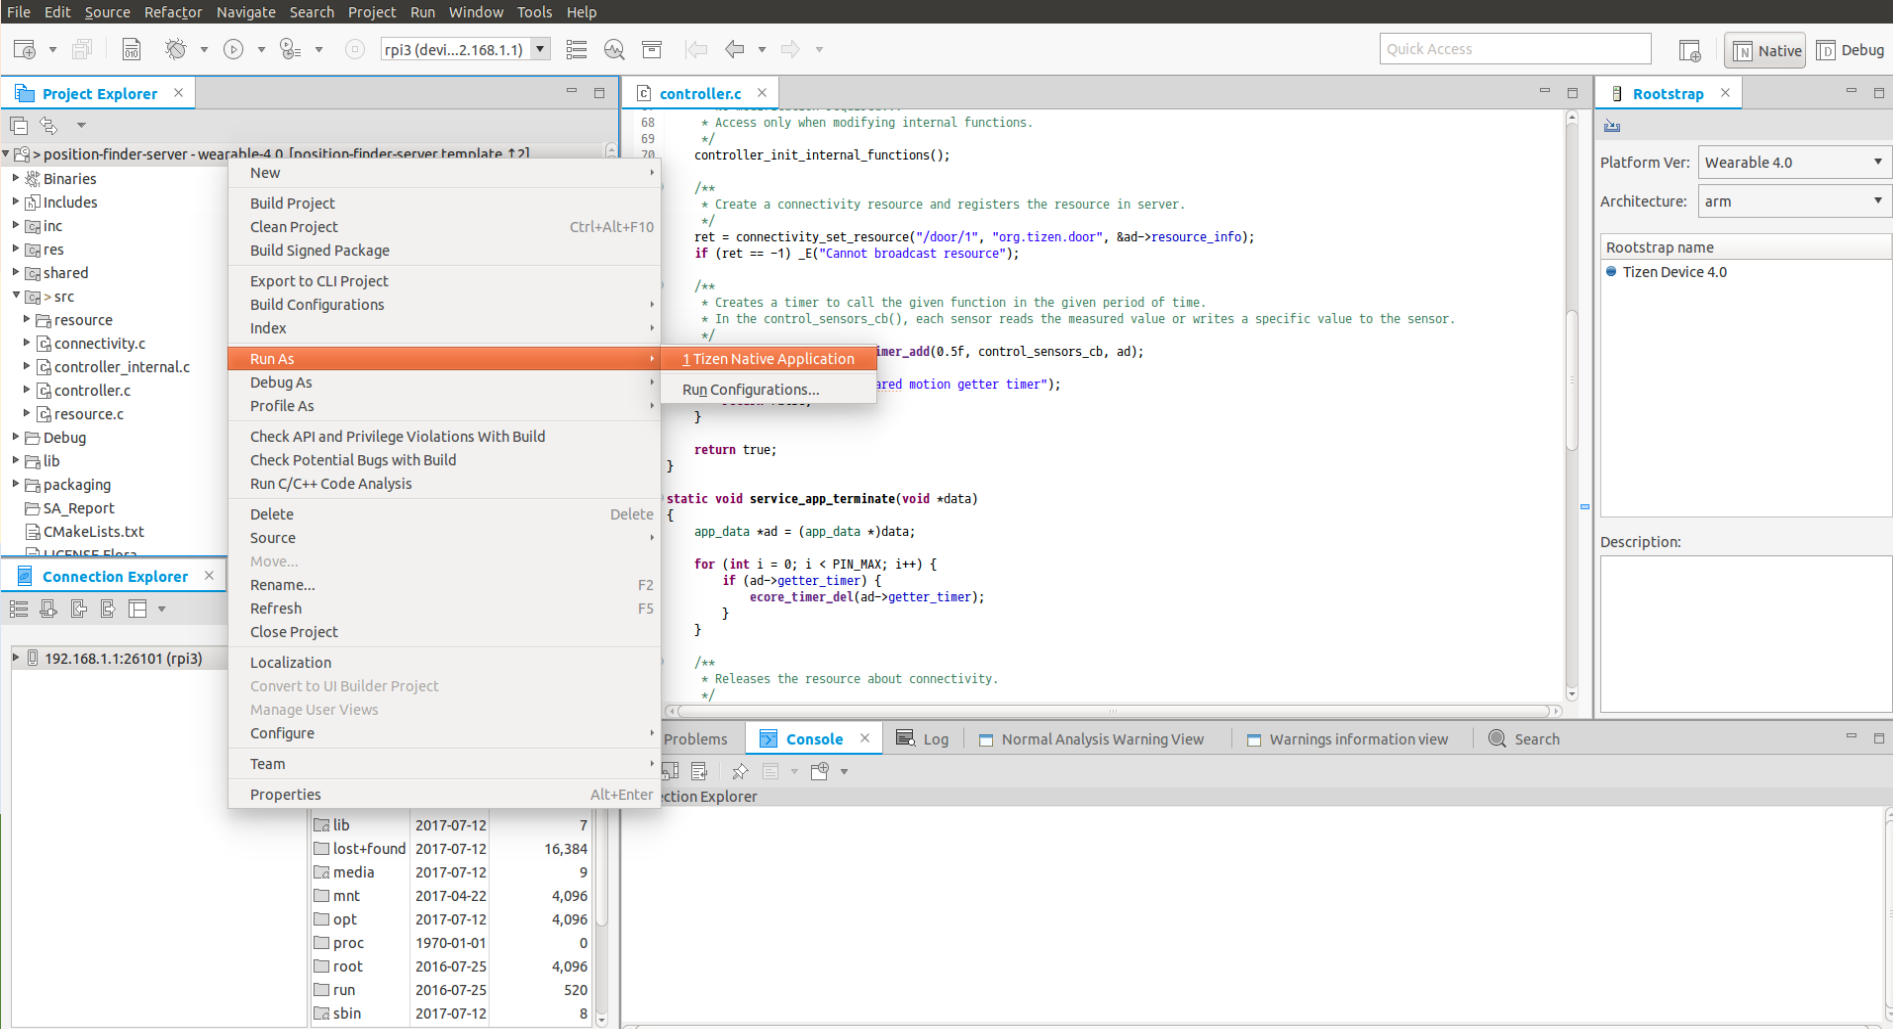 File Edit Source Refactor Navigate Search Project Run Window Tools Help
010
rpi3 (devi...2.168.1.1)
Quick Access
N Native
D Debug
Project Explorer
> position-finder-server - wearable-4.0 [position-finder-server template ↑2]
Binaries
Includes
inc
res
shared
> src
resource
connectivity.c
controller_internal.c
controller.c
resource.c
Debug
lib
packaging
SA_Report
CMakeLists.txt
LICENSE.Flora
New
Build Project
Clean Project Ctrl+Alt+F10
Build Signed Package
Export to CLI Project
Build Configurations
Index
Run As
Debug As
Profile As
Check API and Privilege Violations With Build
Check Potential Bugs with Build
Run C/C++ Code Analysis
Delete Delete
Source
Move...
Rename... F2
Refresh F5
Close Project
Localization
Convert to UI Builder Project
Manage User Views
Configure
Team
Properties Alt+Enter
1 Tizen Native Application
Run Configurations...
controller.c
68 * Access only when modifying internal functions.
69 */
70 controller_init_internal_functions();
/**
* Create a connectivity resource and registers the resource in server.
*/
ret = connectivity_set_resource("/door/1", "org.tizen.door", &ad->resource_info);
if (ret == -1) _E("Cannot broadcast resource");
/**
* Creates a timer to call the given function in the given period of time.
* In the control_sensors_cb(), each sensor reads the measured value or writes a specific value to the sensor.
*/
imer_add(0.5f, control_sensors_cb, ad);
ared motion getter timer");
}
return true;
}
static void service_app_terminate(void *data)
{
app_data *ad = (app_data *)data;
for (int i = 0; i < PIN_MAX; i++) {
if (ad->getter_timer) {
ecore_timer_del(ad->getter_timer);
}
}
/**
* Releases the resource about connectivity.
*/
Rootstrap
Platform Ver: Wearable 4.0
Architecture: arm
Rootstrap name
Tizen Device 4.0
Description:
Connection Explorer
192.168.1.1:26101 (rpi3)
lib 2017-07-12 7
lost+found 2017-07-12 16,384
media 2017-07-12 9
mnt 2017-04-22 4,096
opt 2017-07-12 4,096
proc 1970-01-01 0
root 2016-07-25 4,096
run 2016-07-25 520
sbin 2017-07-12 8
Problems
Console
Log
Normal Analysis Warning View
Warnings information view
Search
ction Explorer